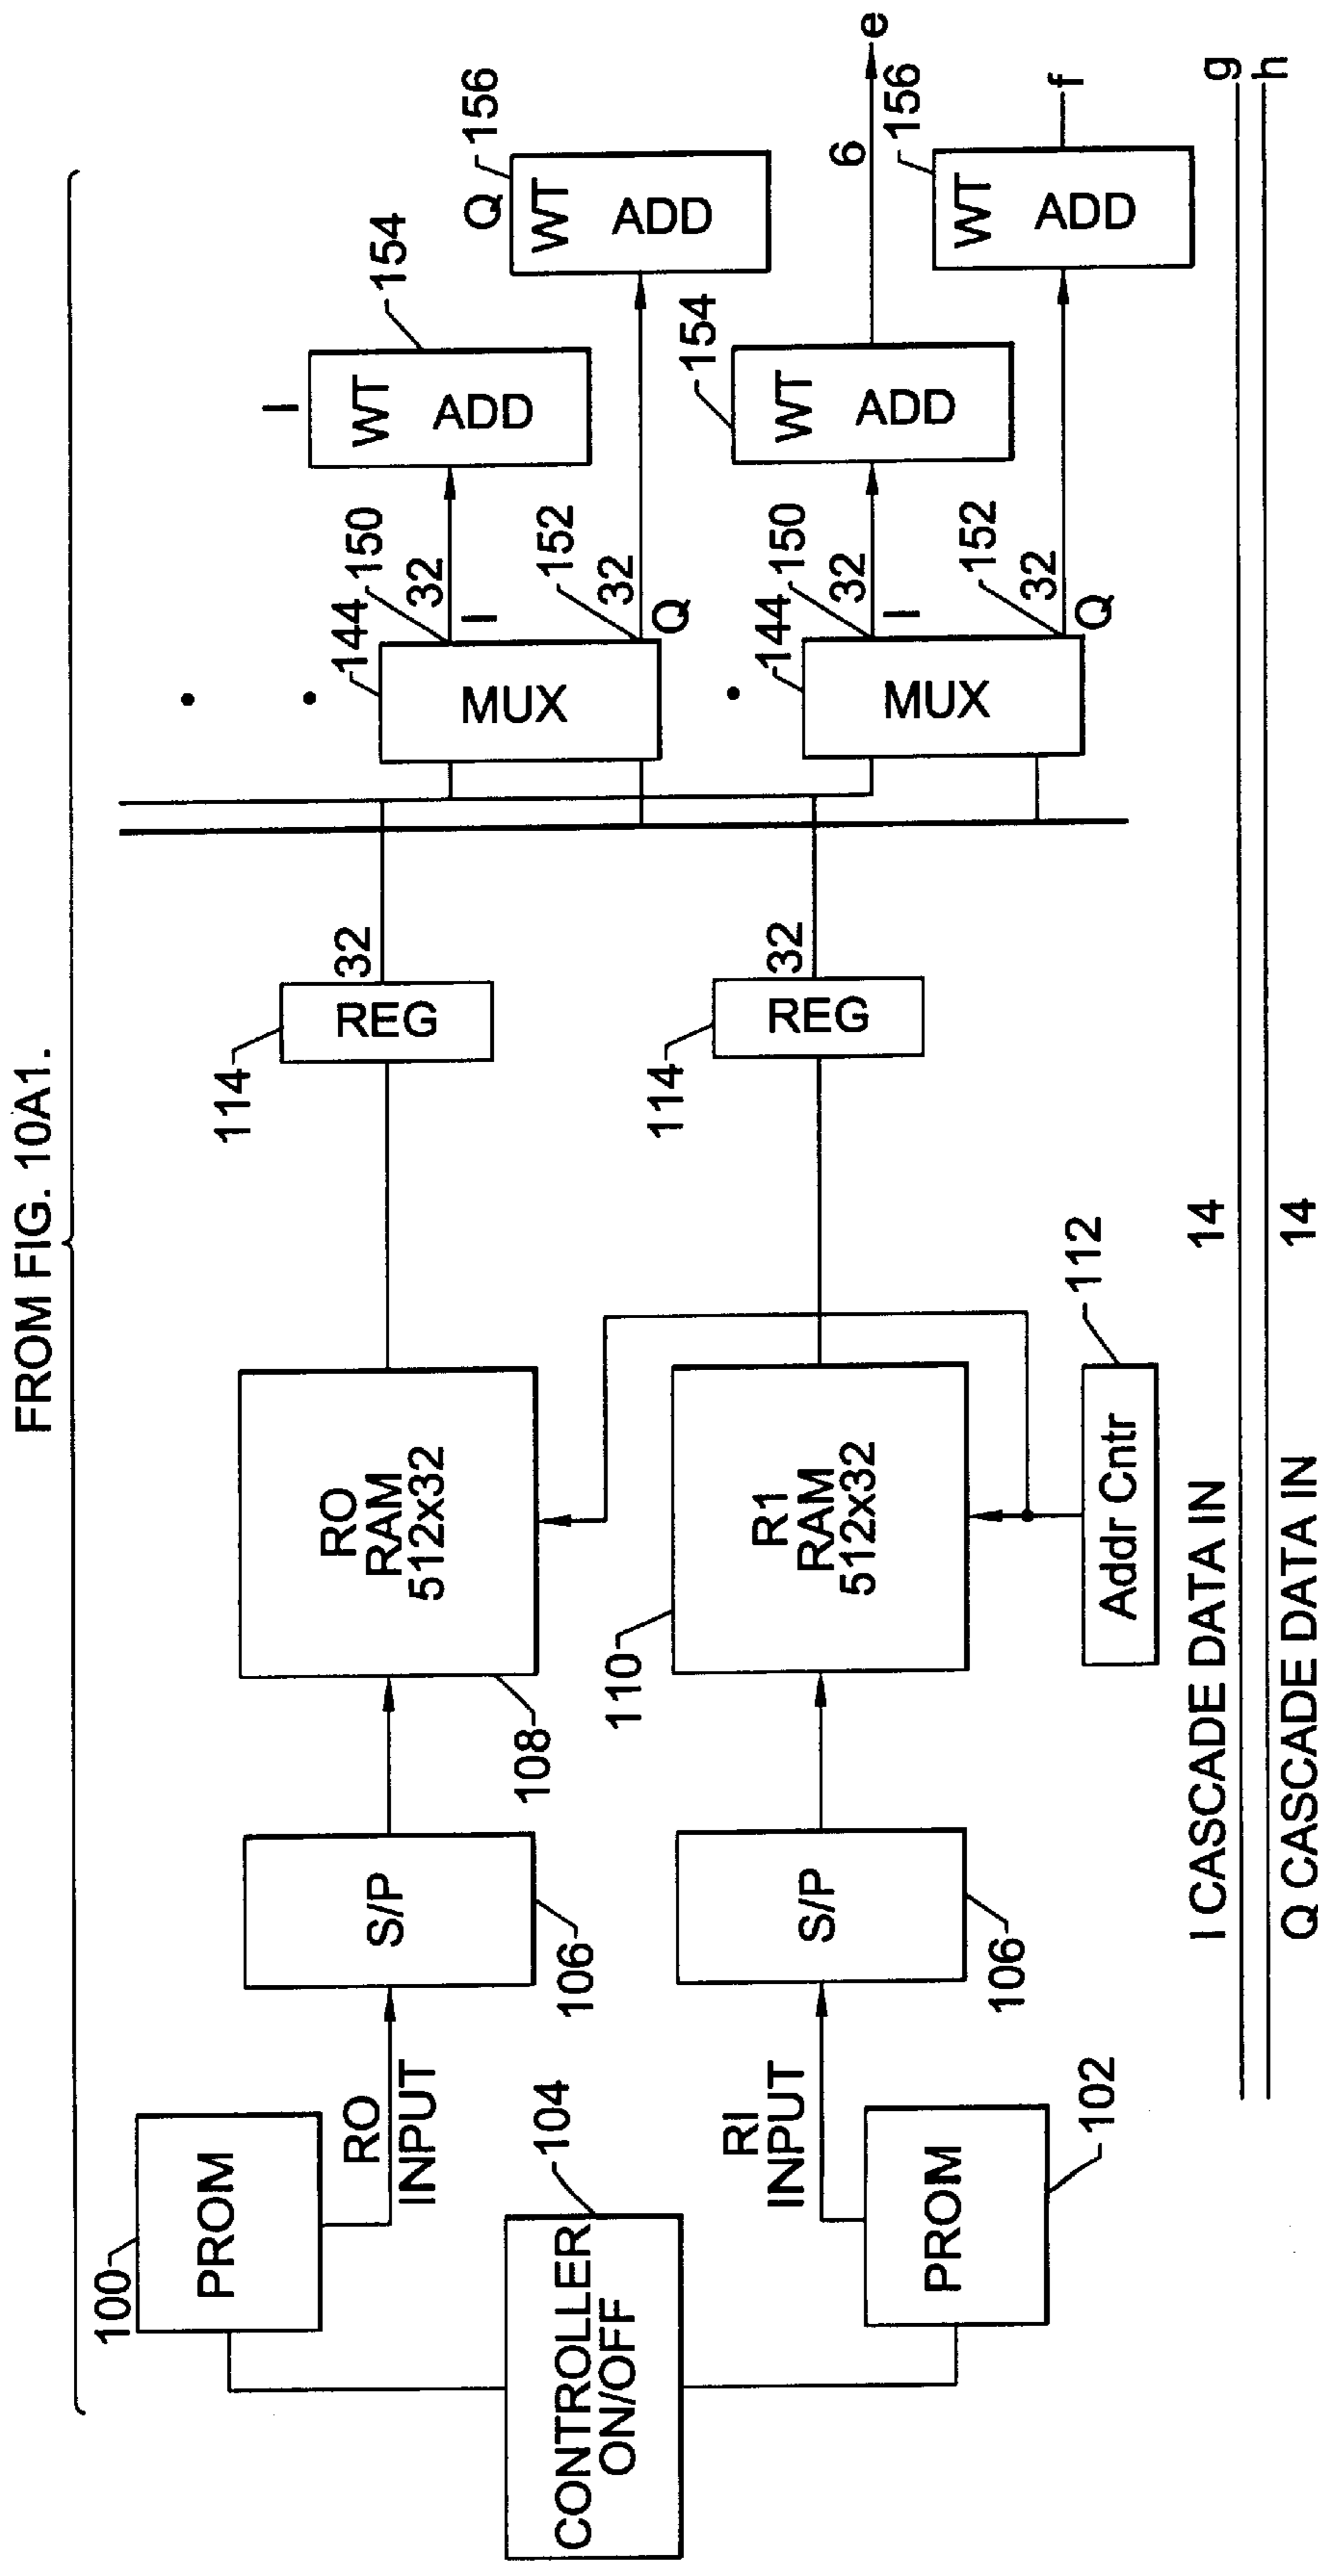 FROM FIG. 10A1.
100
PROM
RO
INPUT
CONTROLLER
ON/OFF
104
RI
INPUT
PROM
102
S/P
106
S/P
106
RO
RAM
512x32
108
R1
RAM
512x32
110
Addr Cntr
112
REG
114
32
REG
114
32
MUX
144
150
32
I
152
32
Q
MUX
144
150
32
I
152
32
Q
I
WT
ADD
154
Q
WT
ADD
156
WT
ADD
154
6
e
WT
ADD
156
f
I CASCADE DATA IN
14
g
Q CASCADE DATA IN
14
h